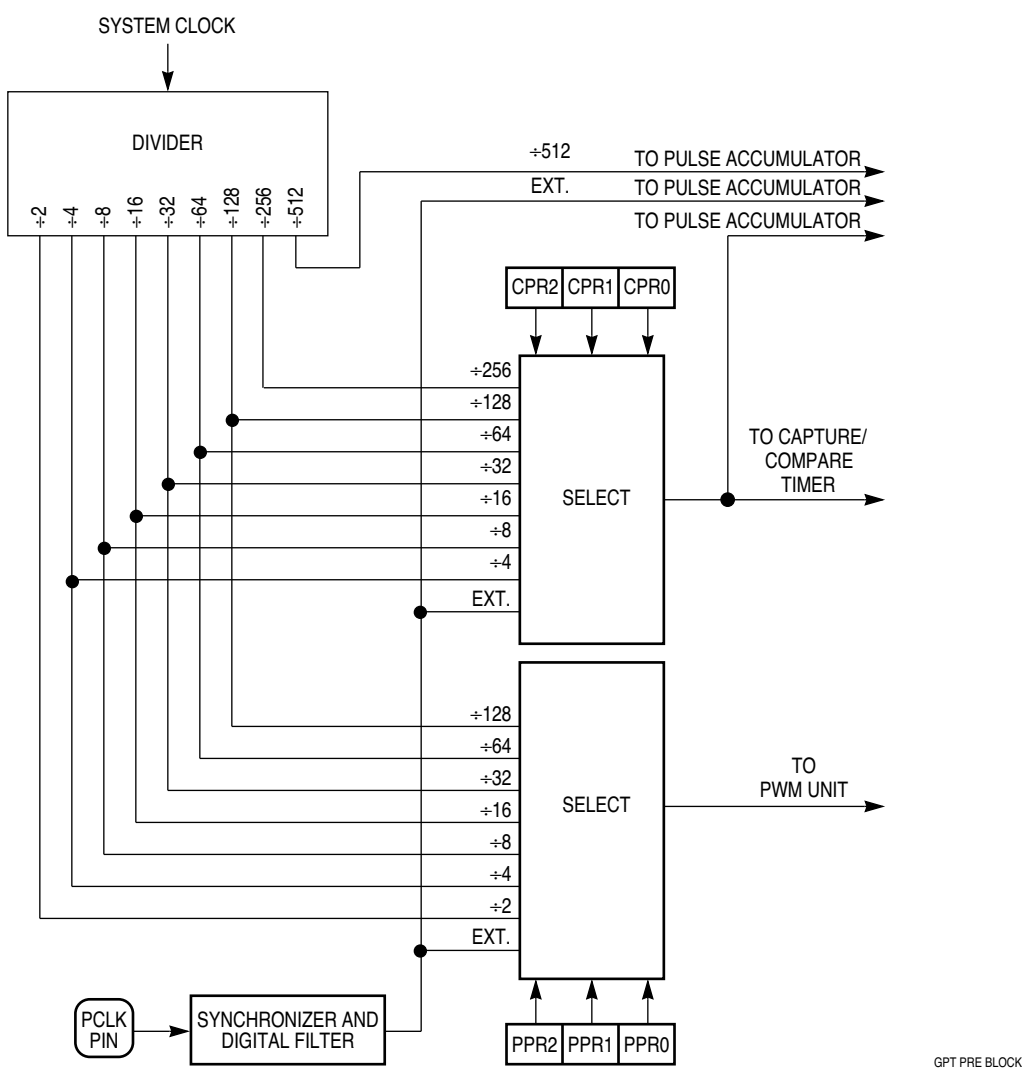 SYSTEM CLOCK
DIVIDER
÷2
÷4
÷8
÷16
÷32
÷64
÷128
÷256
÷512
÷512
TO PULSE ACCUMULATOR
EXT.
TO PULSE ACCUMULATOR
TO PULSE ACCUMULATOR
CPR2
CPR1
CPR0
÷256
÷128
÷64
÷32
÷16
÷8
÷4
EXT.
SELECT
TO CAPTURE/
COMPARE
TIMER
÷128
÷64
÷32
÷16
÷8
÷4
÷2
EXT.
SELECT
TO
PWM UNIT
PCLK
PIN
SYNCHRONIZER AND
DIGITAL FILTER
PPR2
PPR1
PPR0
GPT PRE BLOCK